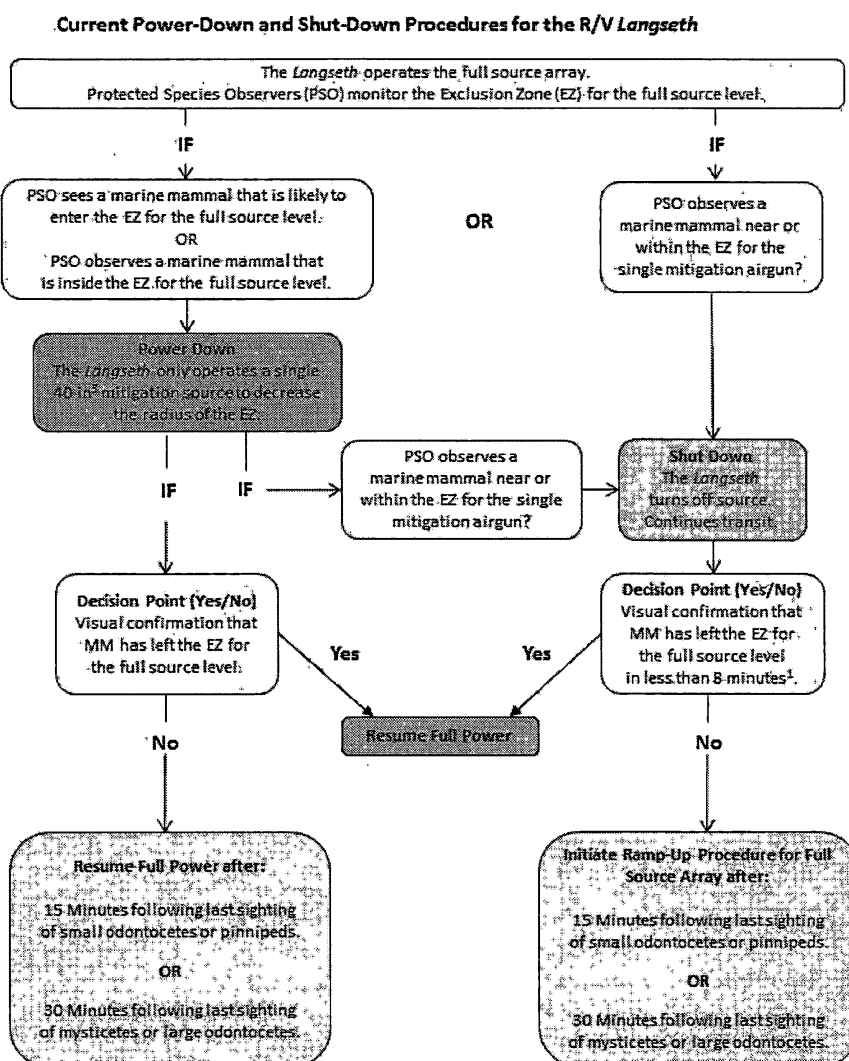 Current Power-Down and Shut-Down Procedures for the R/V Langseth
The Langseth operates the full source array.
Protected Species Observers (PSO) monitor the Exclusion Zone (EZ) for the full source level.
IF
IF
PSO sees a marine mammal that is likely to
enter the EZ for the full source level.
OR
PSO observes a marine mammal that
is inside the EZ for the full source level.
OR
PSO observes a
marine mammal near or
within the EZ for the
single mitigation airgun?
Power Down
The Langseth only operates a single
40 in³ mitigation source to decrease
the radius of the EZ.
IF
IF
PSO observes a
marine mammal near or
within the EZ for the single
mitigation airgun?
Shut Down
The Langseth
turns off source.
Continues transit.
Decision Point (Yes/No)
Visual confirmation that
MM has left the EZ for
the full source level.
Yes
Yes
Decision Point (Yes/No)
Visual confirmation that
MM has left the EZ for
the full source level
in less than 8 minutes¹.
Resume Full Power
No
No
Resume Full Power after:
15 Minutes following last sighting
of small odontocetes or pinnipeds.
OR
30 Minutes following last sighting
of mysticetes or large odontocetes.
Initiate Ramp-Up Procedure for Full
Source Array after:
15 Minutes following last sighting
of small odontocetes or pinnipeds.
OR
30 Minutes following last sighting
of mysticetes or large odontocetes.